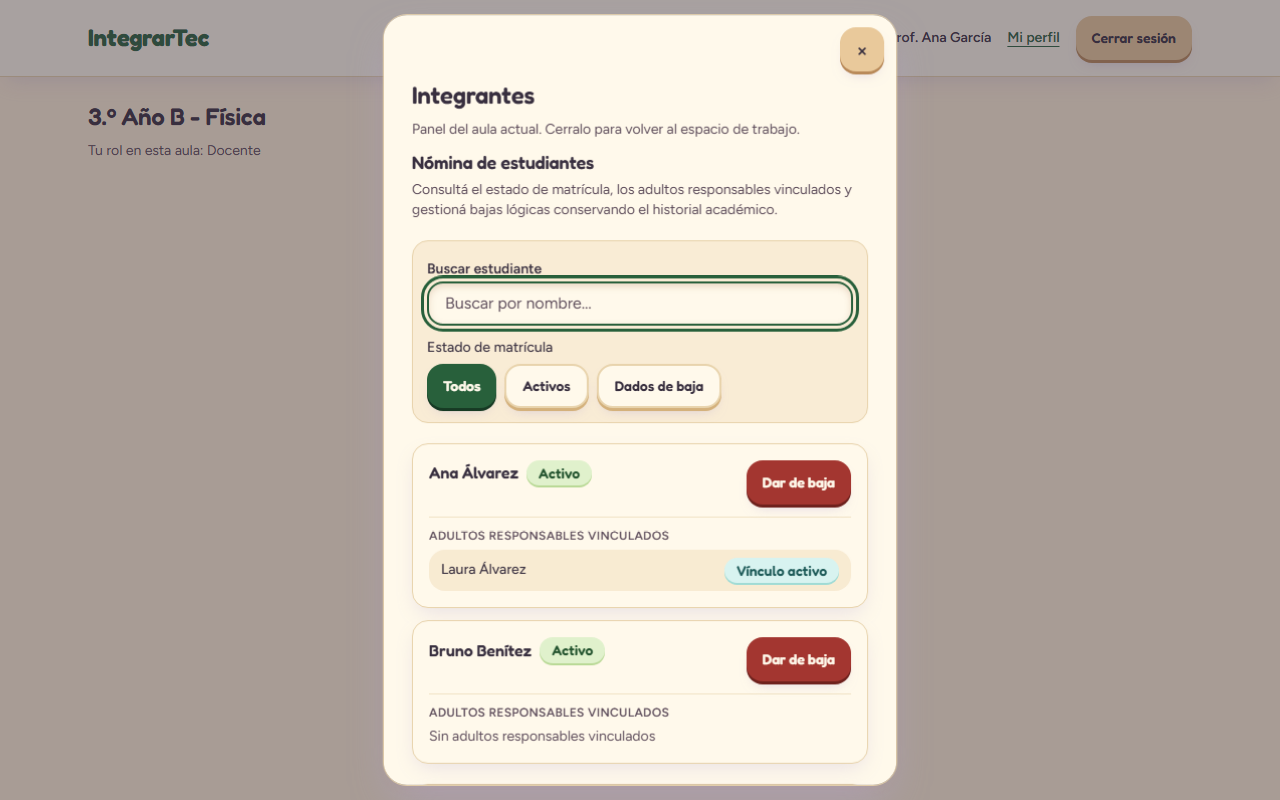 IntegrarTec
rof. Ana García
Mi perfil
Cerrar sesión
3.º Año B - Física
Tu rol en esta aula: Docente
×
Integrantes
Panel del aula actual. Cerralo para volver al espacio de trabajo.
Nómina de estudiantes
Consultá el estado de matrícula, los adultos responsables vinculados y
gestioná bajas lógicas conservando el historial académico.
Buscar estudiante
Buscar por nombre...
Estado de matrícula
Todos
Activos
Dados de baja
Ana Álvarez
Activo
Dar de baja
ADULTOS RESPONSABLES VINCULADOS
Laura Álvarez
Vínculo activo
Bruno Benítez
Activo
Dar de baja
ADULTOS RESPONSABLES VINCULADOS
Sin adultos responsables vinculados